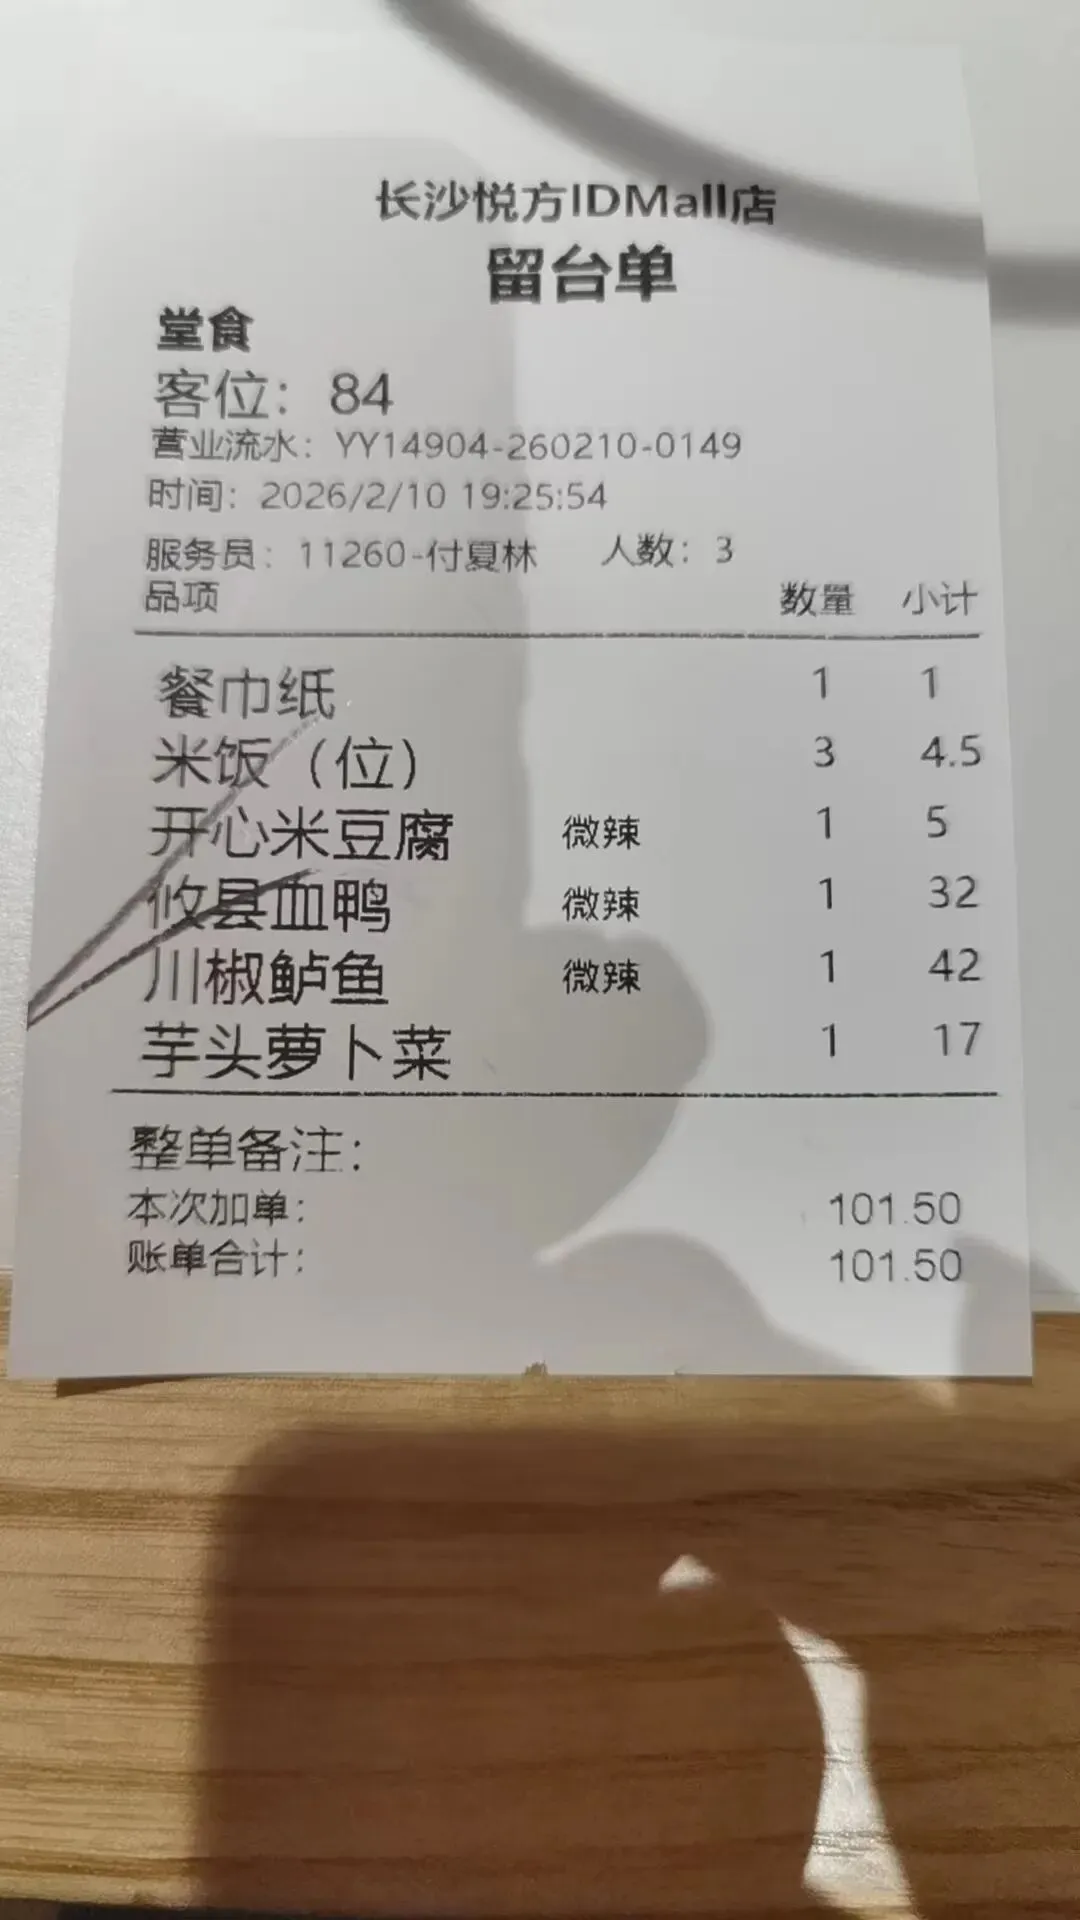 长沙悦方IDMall店
留台单
堂食
客位：84
营业流水：YY14904-260210-0149
时间：2026/2/10 19:25:54
服务员：11260-付夏林 人数：3
品项 数量 小计
餐巾纸 1 1
米饭（位） 3 4.5
开心米豆腐 微辣 1 5
攸县血鸭 微辣 1 32
川椒鲈鱼 微辣 1 42
芋头萝卜菜 1 17
整单备注：
本次加单： 101.50
账单合计： 101.50